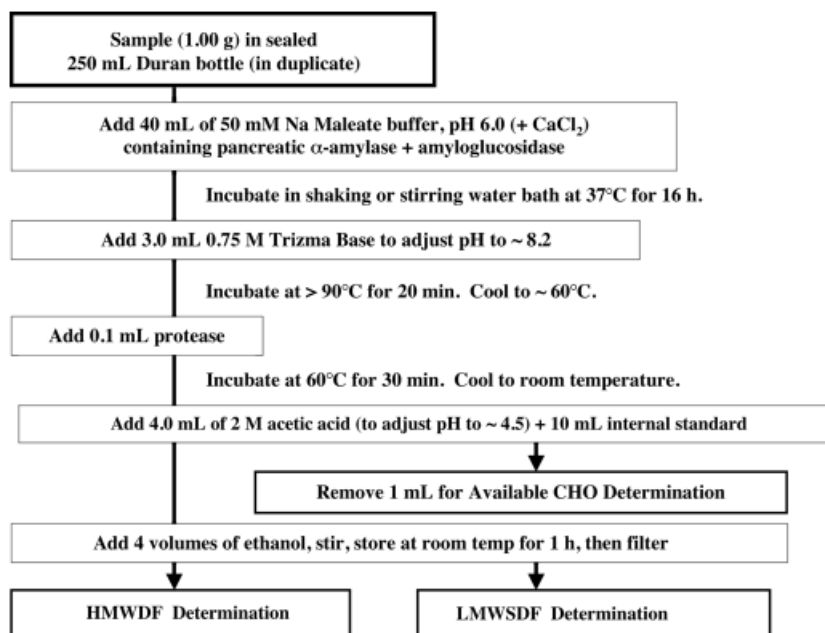 Sample (1.00 g) in sealed
250 mL Duran bottle (in duplicate)
Add 40 mL of 50 mM Na Maleate buffer, pH 6.0 (+ CaCl₂)
containing pancreatic α-amylase + amyloglucosidase
Incubate in shaking or stirring water bath at 37°C for 16 h.
Add 3.0 mL 0.75 M Trizma Base to adjust pH to ~ 8.2
Incubate at > 90°C for 20 min. Cool to ~ 60°C.
Add 0.1 mL protease
Incubate at 60°C for 30 min. Cool to room temperature.
Add 4.0 mL of 2 M acetic acid (to adjust pH to ~ 4.5) + 10 mL internal standard
Remove 1 mL for Available CHO Determination
Add 4 volumes of ethanol, stir, store at room temp for 1 h, then filter
HMWDF Determination
LMWSDF Determination